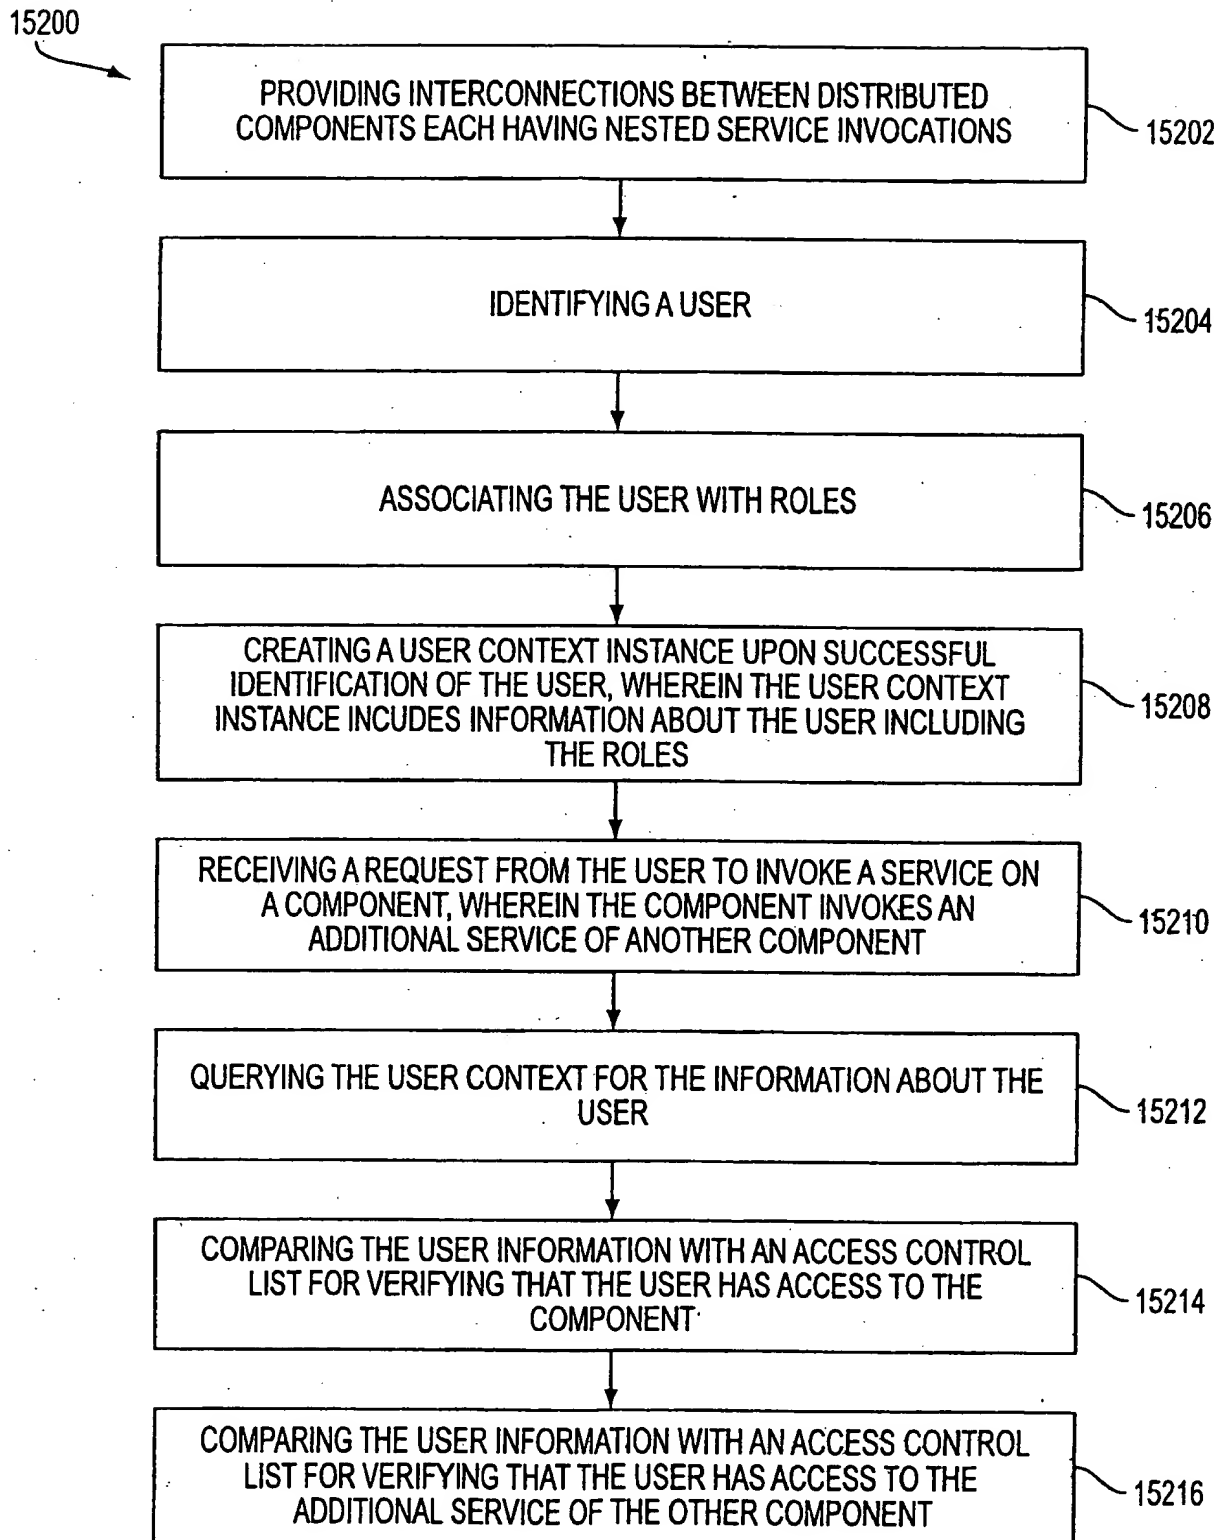 15200
PROVIDING INTERCONNECTIONS BETWEEN DISTRIBUTED
COMPONENTS EACH HAVING NESTED SERVICE INVOCATIONS
15202
IDENTIFYING A USER
15204
ASSOCIATING THE USER WITH ROLES
15206
CREATING A USER CONTEXT INSTANCE UPON SUCCESSFUL
IDENTIFICATION OF THE USER, WHEREIN THE USER CONTEXT
INSTANCE INCUDES INFORMATION ABOUT THE USER INCLUDING
THE ROLES
15208
RECEIVING A REQUEST FROM THE USER TO INVOKE A SERVICE ON
A COMPONENT, WHEREIN THE COMPONENT INVOKES AN
ADDITIONAL SERVICE OF ANOTHER COMPONENT
15210
QUERYING THE USER CONTEXT FOR THE INFORMATION ABOUT THE
USER
15212
COMPARING THE USER INFORMATION WITH AN ACCESS CONTROL
LIST FOR VERIFYING THAT THE USER HAS ACCESS TO THE
COMPONENT
15214
COMPARING THE USER INFORMATION WITH AN ACCESS CONTROL
LIST FOR VERIFYING THAT THE USER HAS ACCESS TO THE
ADDITIONAL SERVICE OF THE OTHER COMPONENT
15216